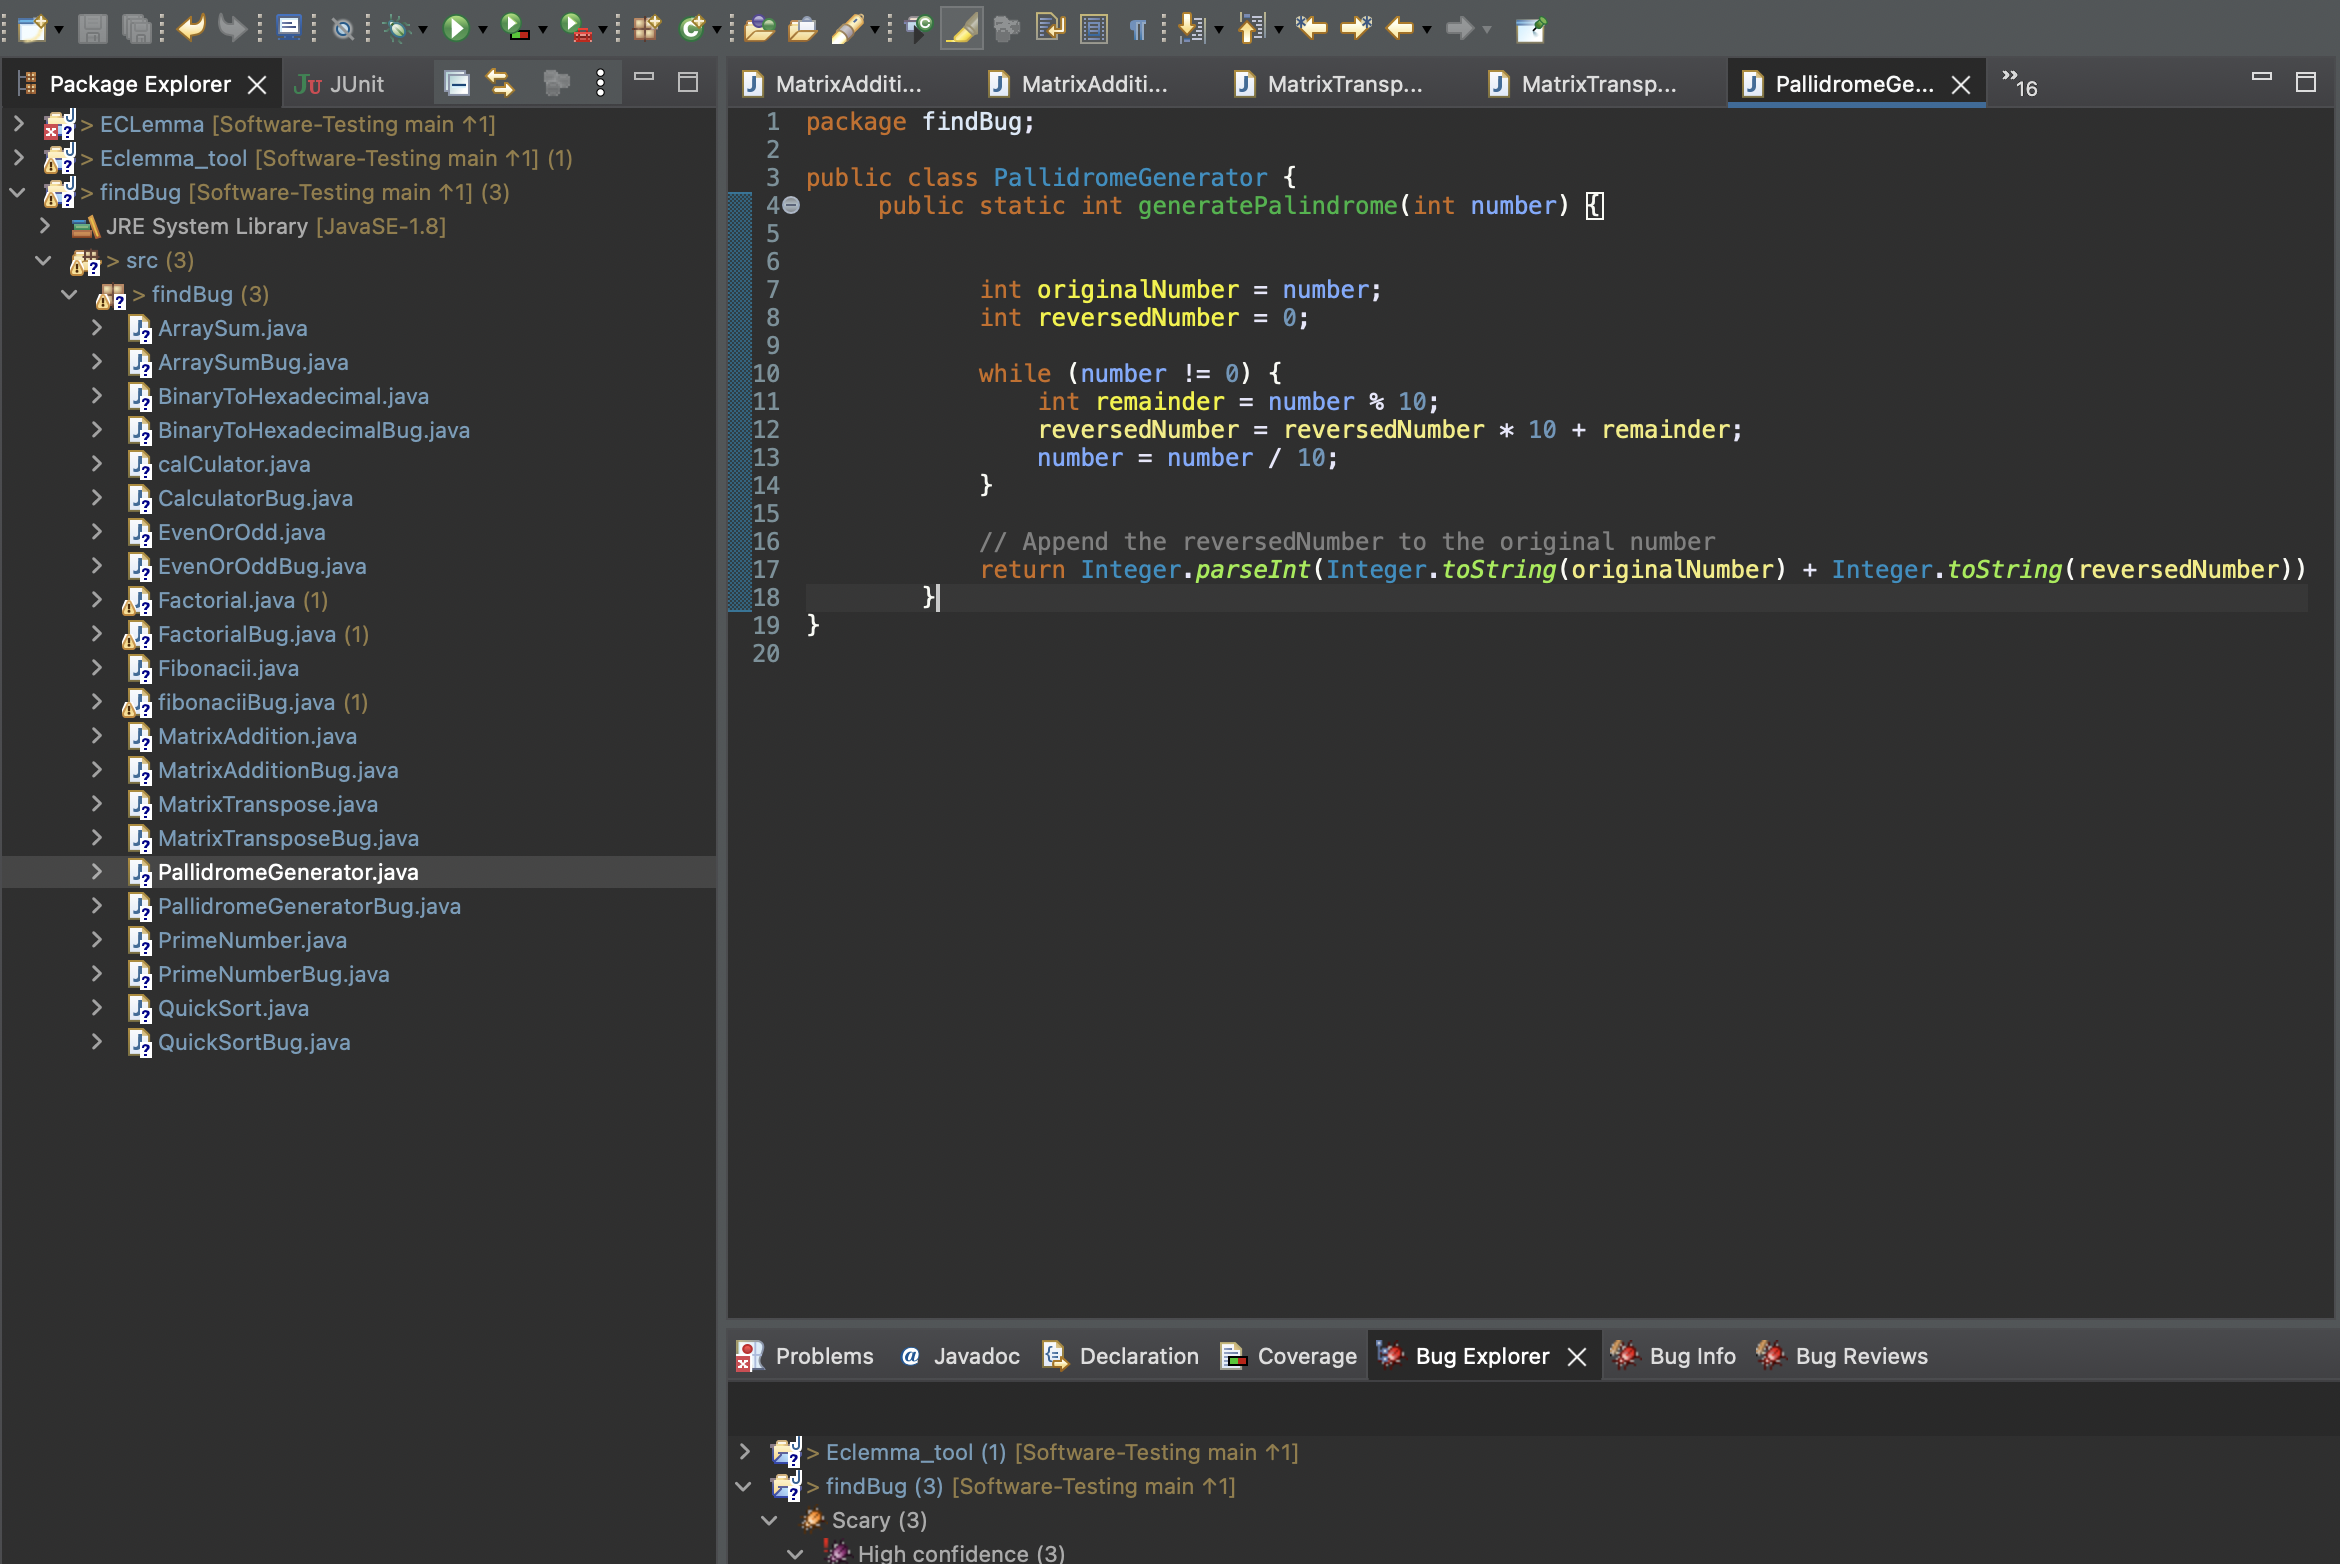 Package Explorer
JUnit
> ECLemma [Software-Testing main ↑1]
> Eclemma_tool [Software-Testing main ↑1] (1)
> findBug [Software-Testing main ↑1] (3)
JRE System Library [JavaSE-1.8]
> src (3)
> findBug (3)
ArraySum.java
ArraySumBug.java
BinaryToHexadecimal.java
BinaryToHexadecimalBug.java
calCulator.java
CalculatorBug.java
EvenOrOdd.java
EvenOrOddBug.java
Factorial.java (1)
FactorialBug.java (1)
Fibonacii.java
fibonaciiBug.java (1)
MatrixAddition.java
MatrixAdditionBug.java
MatrixTranspose.java
MatrixTransposeBug.java
PallidromeGenerator.java
PallidromeGeneratorBug.java
PrimeNumber.java
PrimeNumberBug.java
QuickSort.java
QuickSortBug.java
MatrixAdditi...
MatrixAdditi...
MatrixTransp...
MatrixTransp...
PallidromeGe...
»16
1 package findBug;
2
3 public class PallidromeGenerator {
4 public static int generatePalindrome(int number) {
5
6
7 int originalNumber = number;
8 int reversedNumber = 0;
9
10 while (number != 0) {
11 int remainder = number % 10;
12 reversedNumber = reversedNumber * 10 + remainder;
13 number = number / 10;
14 }
15
16 // Append the reversedNumber to the original number
17 return Integer.parseInt(Integer.toString(originalNumber) + Integer.toString(reversedNumber))
18 }
19 }
20
Problems
@ Javadoc
Declaration
Coverage
Bug Explorer
Bug Info
Bug Reviews
> Eclemma_tool (1) [Software-Testing main ↑1]
> findBug (3) [Software-Testing main ↑1]
Scary (3)
High confidence (3)